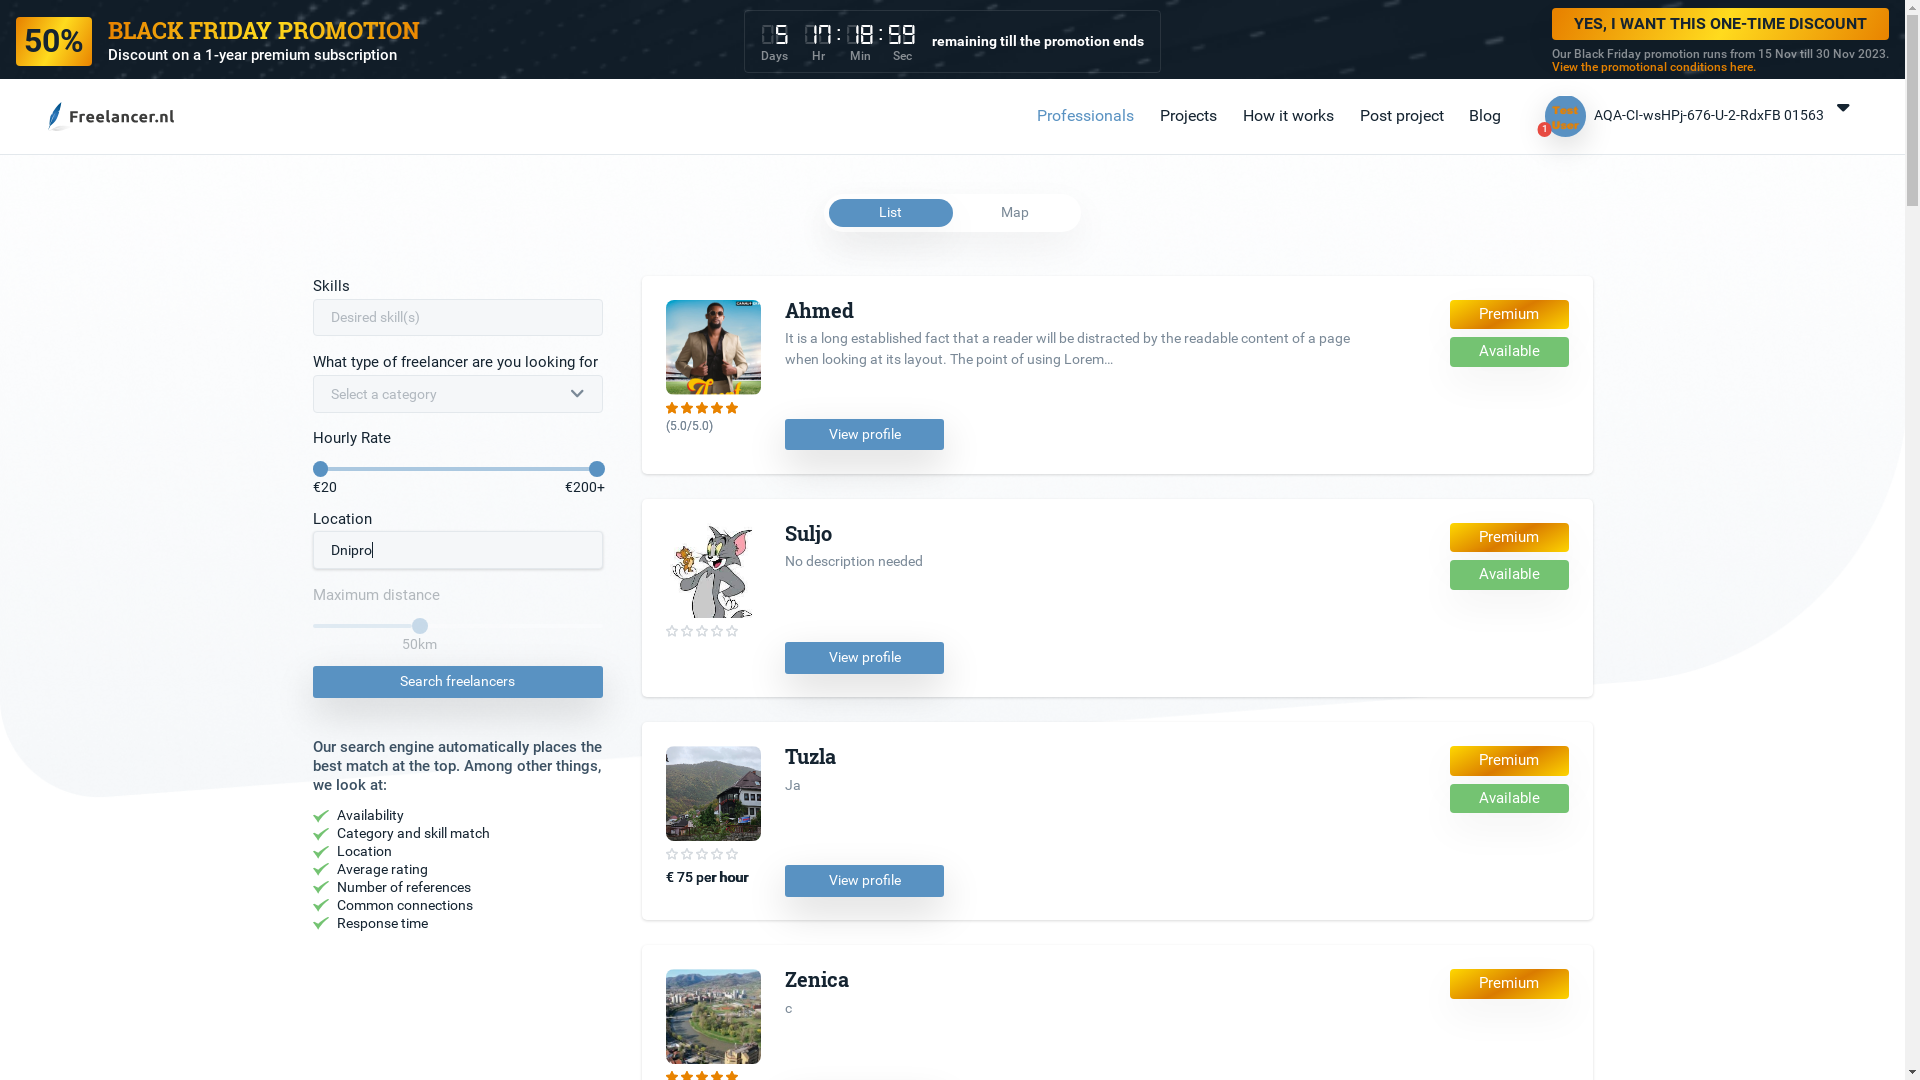 50%
BLACK FRIDAY PROMOTION
Discount on a 1-year premium subscription
5 17 : 18 : 59
Days Hr Min Sec
remaining till the promotion ends
YES, I WANT THIS ONE-TIME DISCOUNT
Our Black Friday promotion runs from 15 Nov till 30 Nov 2023.
View the promotional conditions here.
Freelancer.nl
Professionals
Projects
How it works
Post project
Blog
Test
User
1
AQA-CI-wsHPj-676-U-2-RdxFB 01563
List
Map
Skills
Desired skill(s)
What type of freelancer are you looking for
Select a category
Hourly Rate
€20
€200+
Location
Dnipro
Maximum distance
50km
Search freelancers
Our search engine automatically places the
best match at the top. Among other things,
we look at:
Availability
Category and skill match
Location
Average rating
Number of references
Common connections
Response time
Ahmed
It is a long established fact that a reader will be distracted by the readable content of a page
when looking at its layout. The point of using Lorem...
(5.0/5.0)
View profile
Premium
Available
Suljo
No description needed
View profile
Premium
Available
Tuzla
Ja
€ 75 per hour
View profile
Premium
Available
Zenica
c
Premium